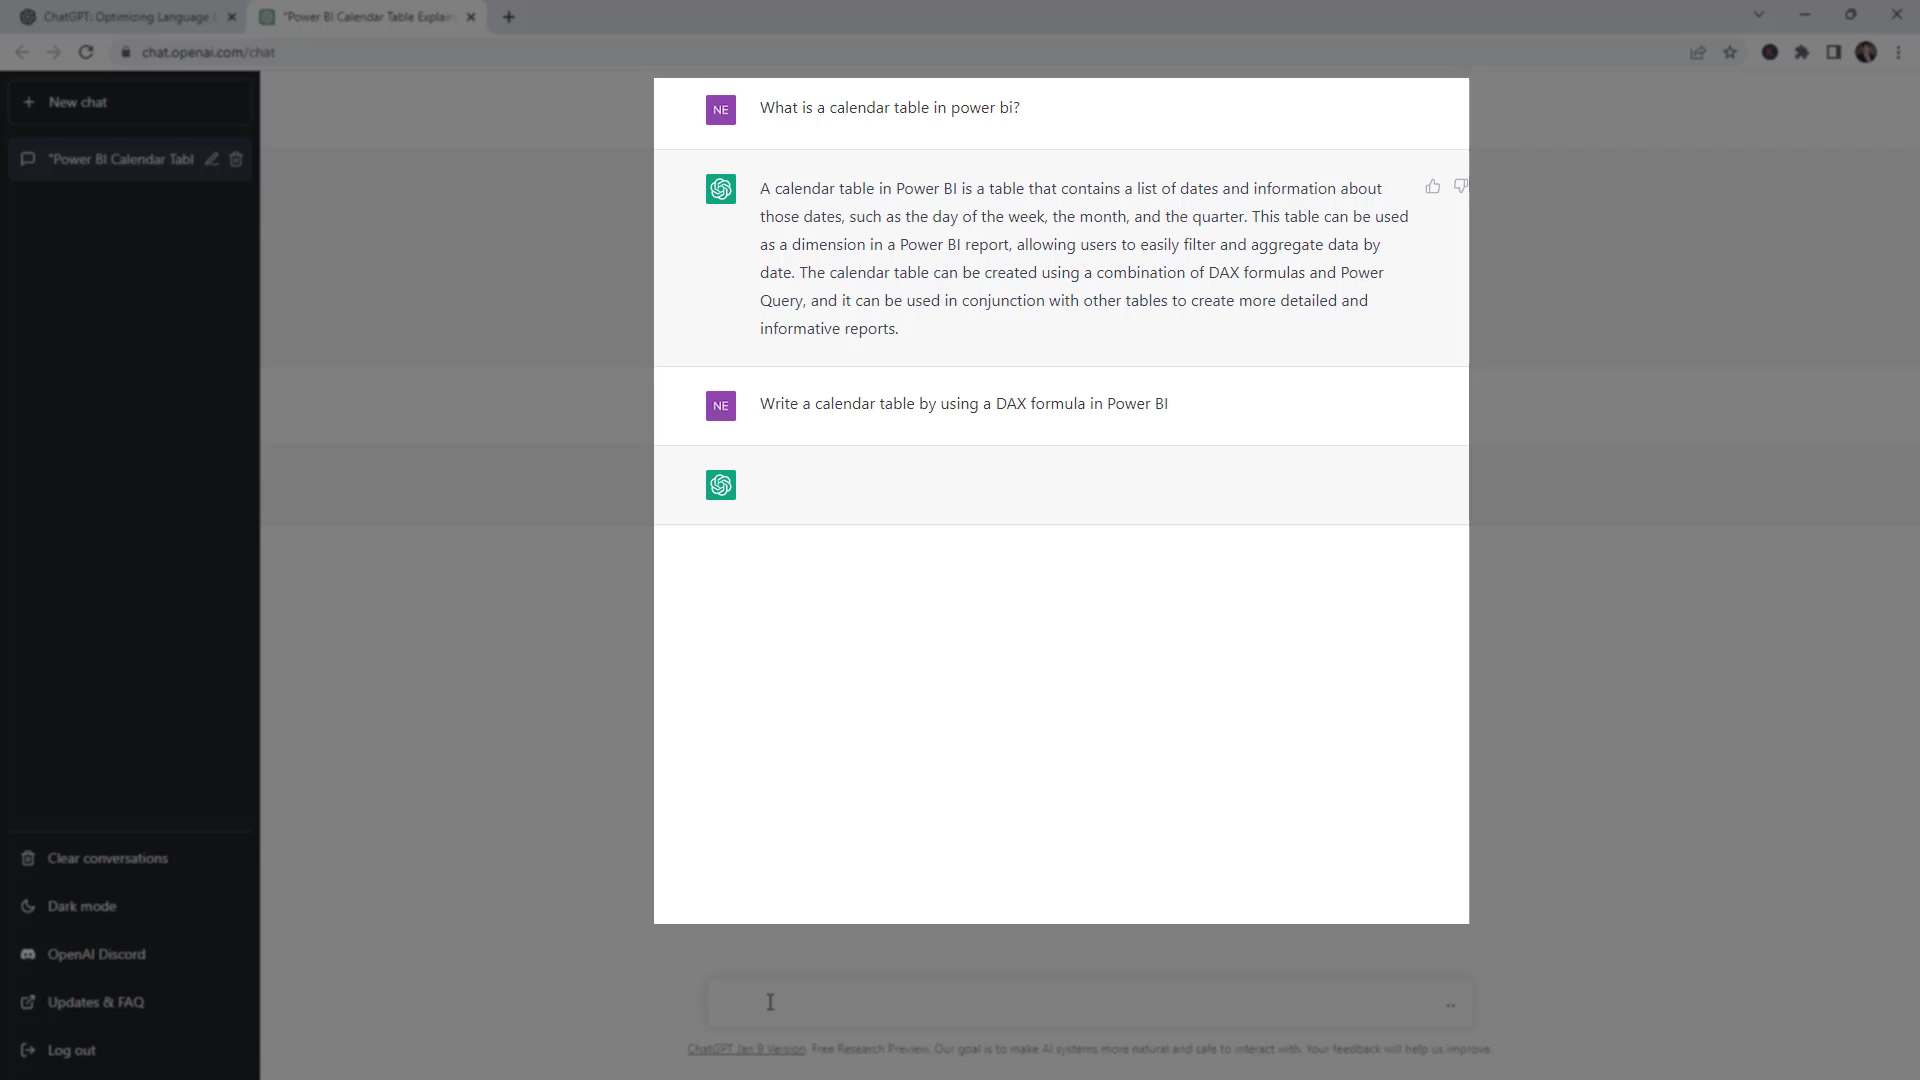 ChatGPT: Optimizing Language
"Power BI Calendar Table Explain
chat.openai.com/chat
New chat
"Power BI Calendar Tabl
NE
What is a calendar table in power bi?
A calendar table in Power BI is a table that contains a list of dates and information about
those dates, such as the day of the week, the month, and the quarter. This table can be used
as a dimension in a Power BI report, allowing users to easily filter and aggregate data by
date. The calendar table can be created using a combination of DAX formulas and Power
Query, and it can be used in conjunction with other tables to create more detailed and
informative reports.
NE
Write a calendar table by using a DAX formula in Power BI
Clear conversations
Dark mode
OpenAI Discord
Updates & FAQ
Log out
ChatGPT Jan 9 Version. Free Research Preview. Our goal is to make AI systems more natural and safe to interact with. Your feedback will help us improve.